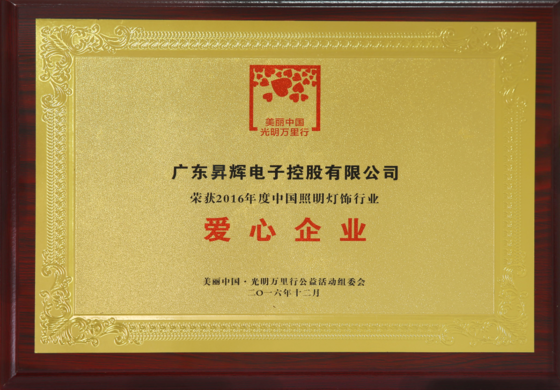 美丽中国
光明万里行
广东昇辉电子控股有限公司
荣获2016年度中国照明灯饰行业
爱心企业
美丽中国·光明万里行公益活动组委会
二〇一六年十二月